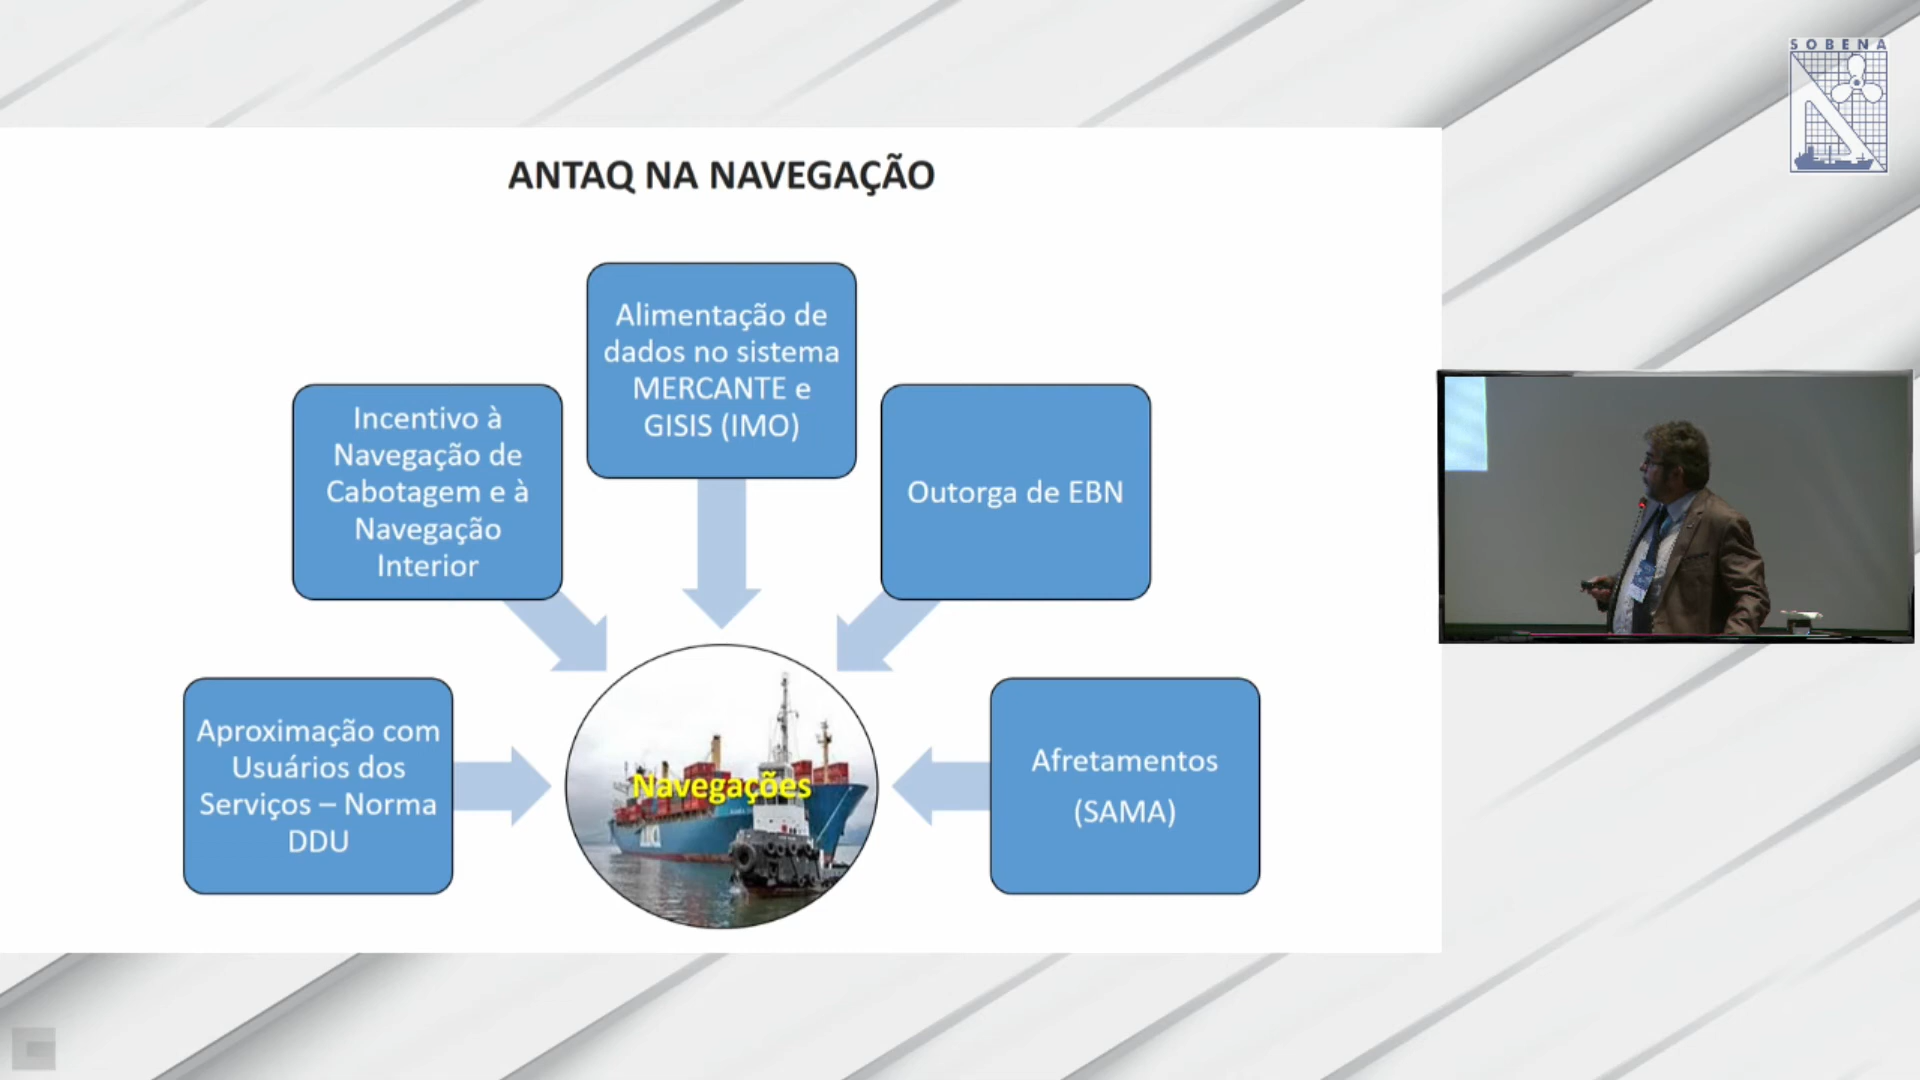 SOBENA
ANTAQ NA NAVEGAÇÃO
Alimentação de
dados no sistema
MERCANTE e
GISIS (IMO)
Incentivo à
Navegação de
Cabotagem e à
Navegação
Interior
Outorga de EBN
Aproximação com
Usuários dos
Serviços – Norma
DDU
Navegações
Afretamentos
(SAMA)